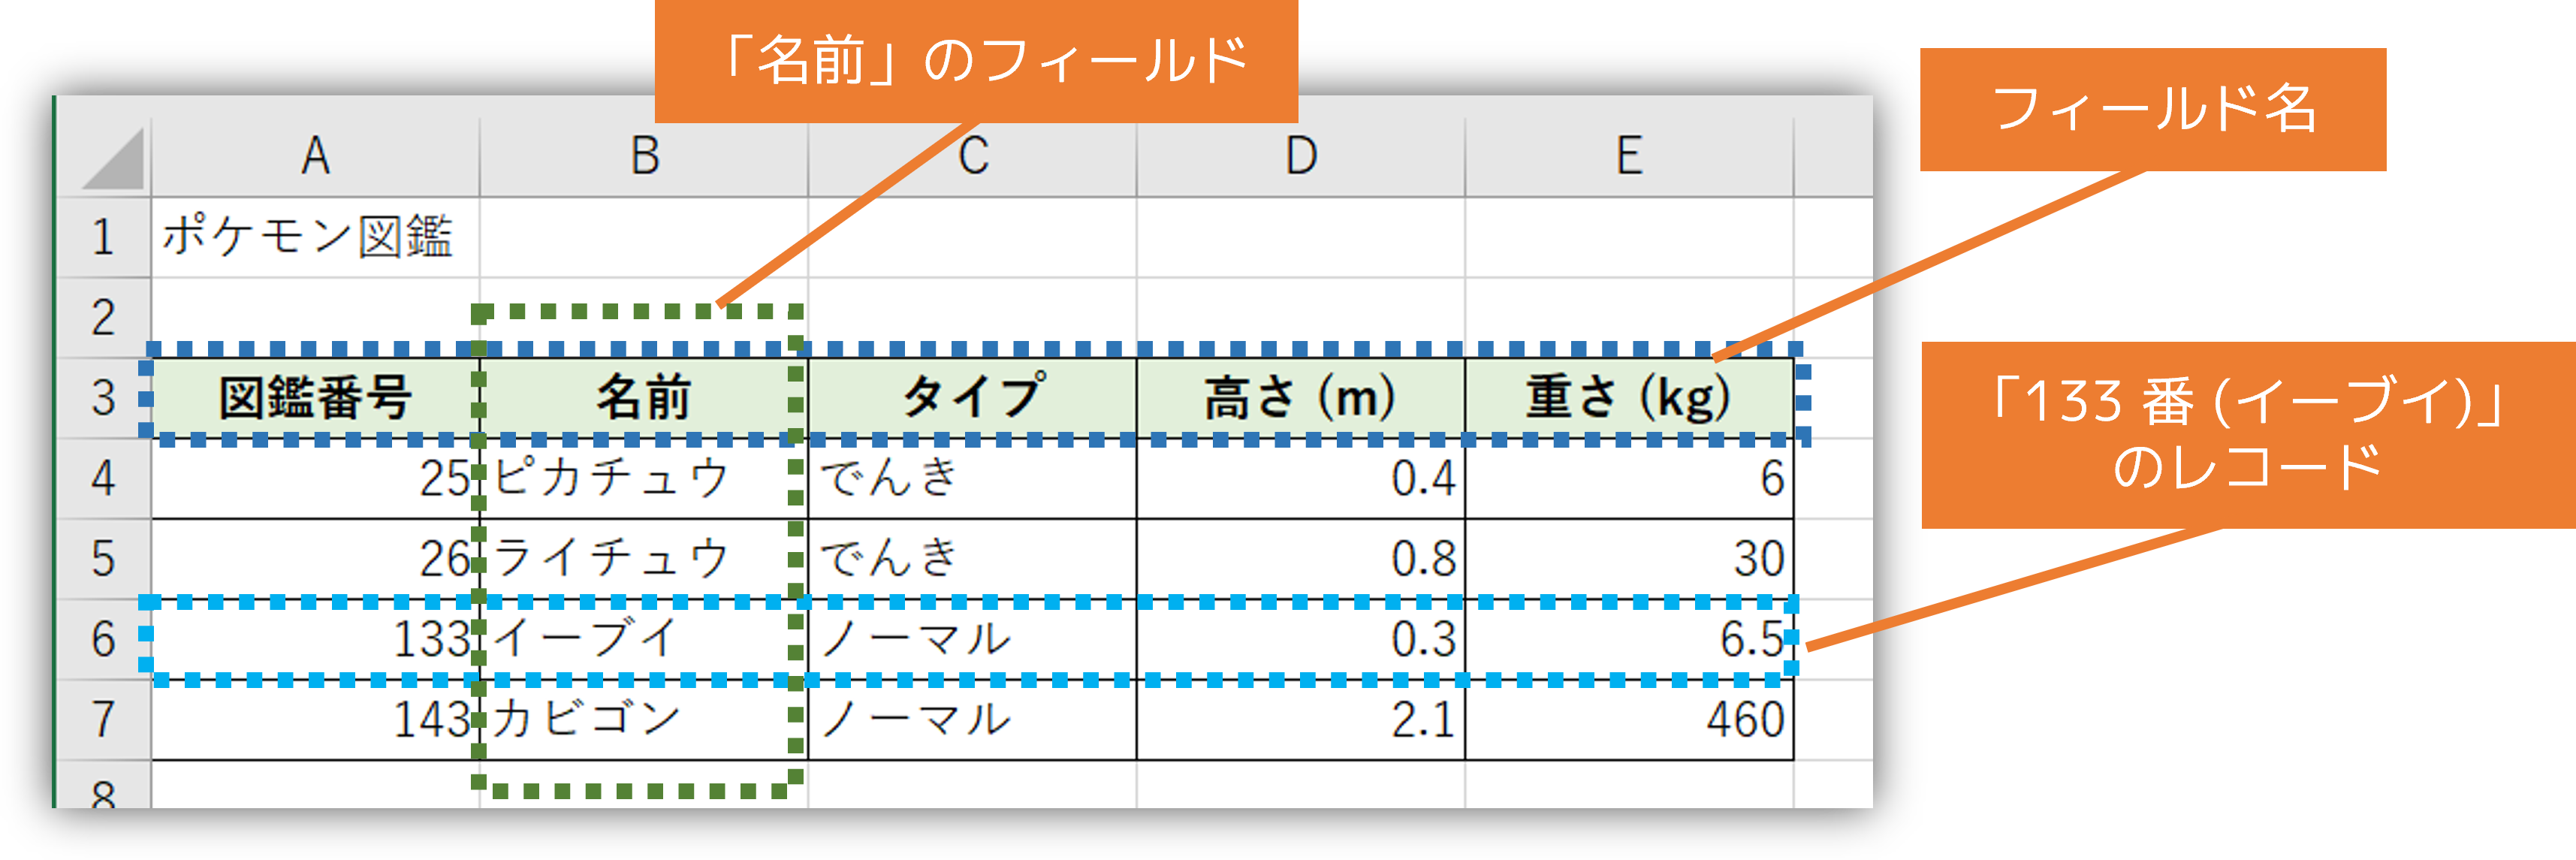 「名前」のフィールド
フィールド名
A B C D E
1 ポケモン図鑑
2
3 図鑑番号 名前 タイプ 高さ (m) 重さ (kg)
「133 番 (イーブイ)」
のレコード
4 25 ピカチュウ でんき 0.4 6
5 26 ライチュウ でんき 0.8 30
6 133 イーブイ ノーマル 0.3 6.5
7 143 カビゴン ノーマル 2.1 460
8